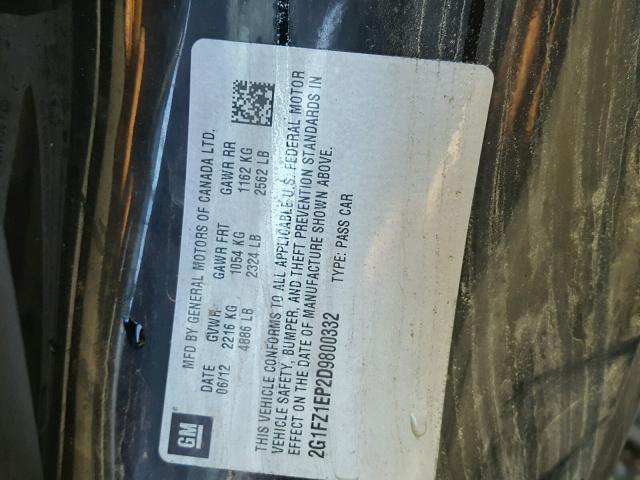 GM
MFD BY GENERAL MOTORS OF CANADA LTD.
DATE GVWR GAWR FRT GAWR RR
06/12 2216 KG 1054 KG 1162 KG
4886 LB 2324 LB 2562 LB
THIS VEHICLE CONFORMS TO ALL APPLICABLE U.S. FEDERAL MOTOR
VEHICLE SAFETY, BUMPER, AND THEFT PREVENTION STANDARDS IN
EFFECT ON THE DATE OF MANUFACTURE SHOWN ABOVE.
2G1FZ1EP2D9800332 TYPE: PASS CAR